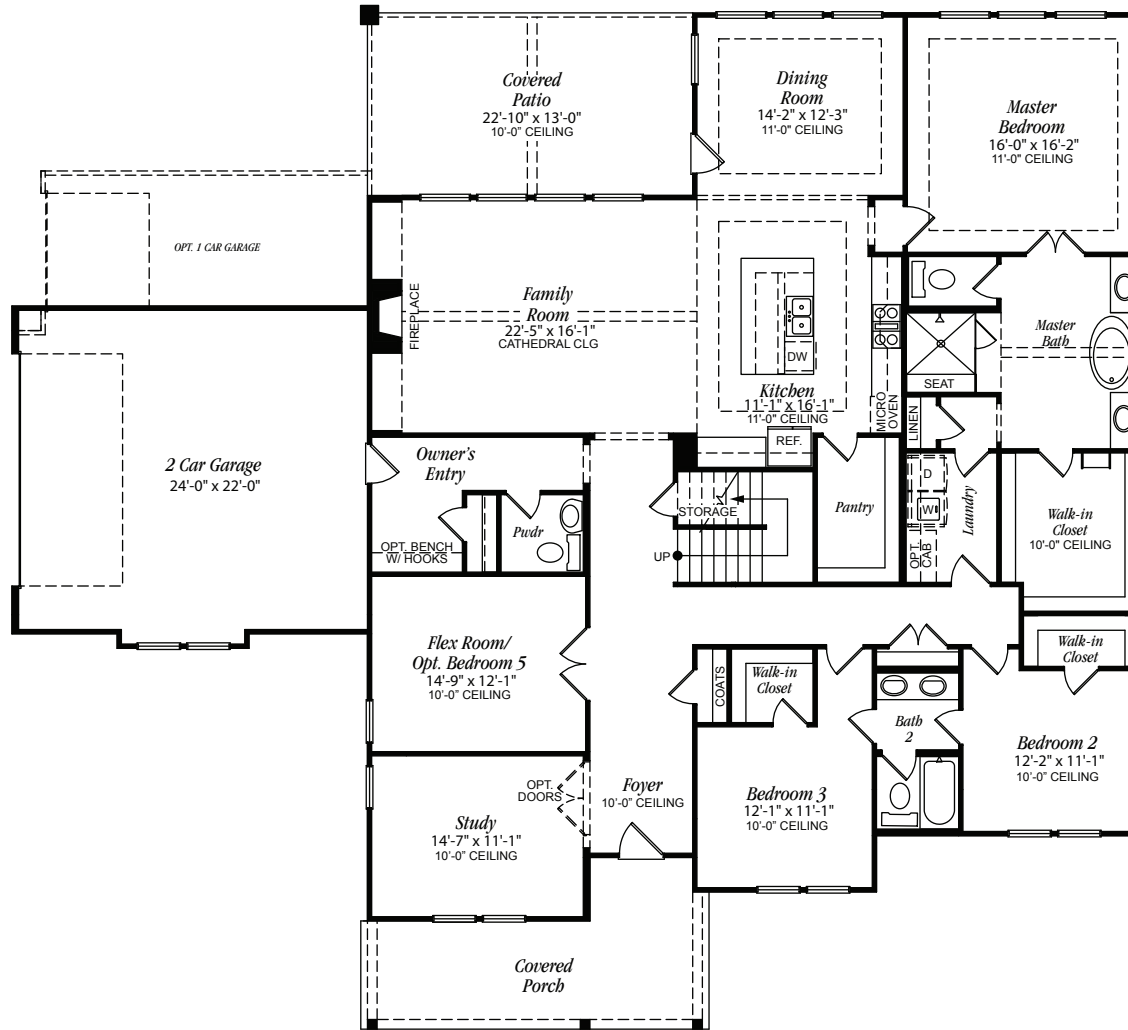 Covered
Patio
22'-10" x 13'-0"
10'-0" CEILING
Dining
Room
14'-2" x 12'-3"
11'-0" CEILING
Master
Bedroom
16'-0" x 16'-2"
11'-0" CEILING
OPT. 1 CAR GARAGE
FIREPLACE
Family
Room
22'-5" x 16'-1"
CATHEDRAL CLG
DW
Kitchen
11'-1" x 16'-1"
11'-0" CEILING
MICRO
OVEN
REF.
SEAT
Master
Bath
LINEN
2 Car Garage
24'-0" x 22'-0"
Owner's
Entry
OPT. BENCH
W/ HOOKS
Pwdr
STORAGE
UP
Pantry
D
W
OPT.
CAB
Laundry
Walk-in
Closet
10'-0" CEILING
Flex Room/
Opt. Bedroom 5
14'-9" x 12'-1"
10'-0" CEILING
COATS
Walk-in
Closet
Walk-in
Closet
Bath
2
Bedroom 2
12'-2" x 11'-1"
10'-0" CEILING
OPT.
DOORS
Foyer
10'-0" CEILING
Study
14'-7" x 11'-1"
10'-0" CEILING
Bedroom 3
12'-1" x 11'-1"
10'-0" CEILING
Covered
Porch